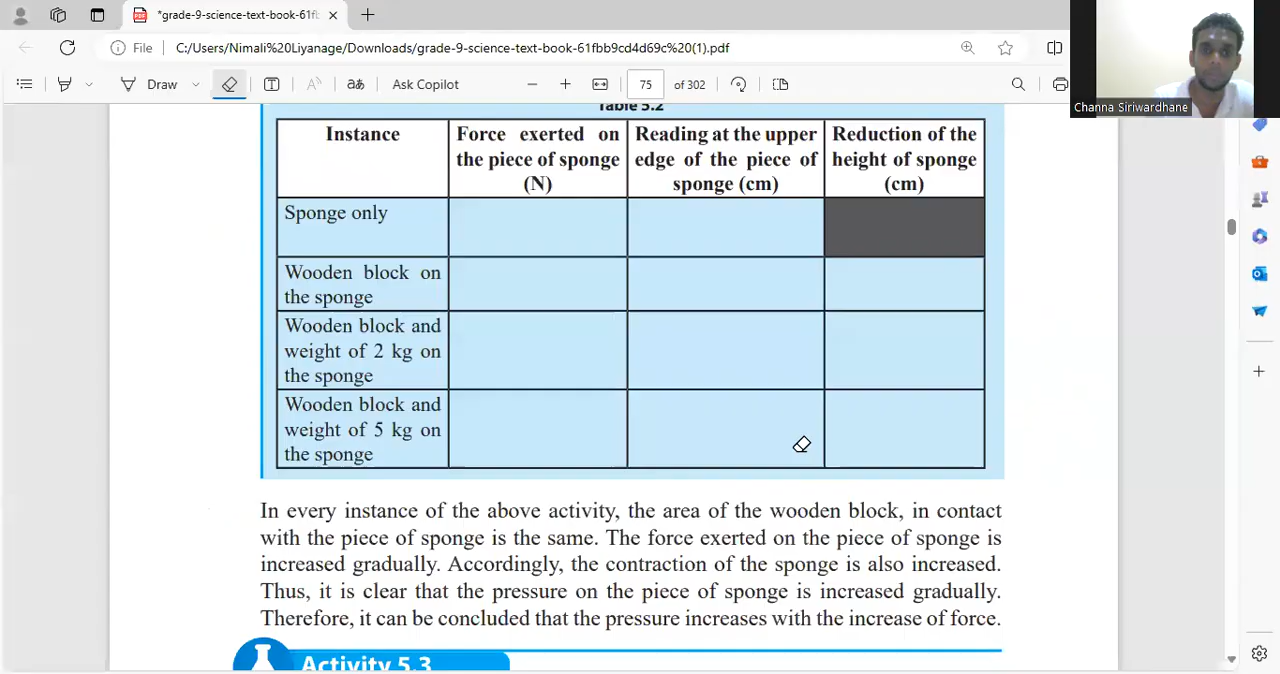 *grade-9-science-text-book-61fb
File
C:/Users/Nimali%20Liyanage/Downloads/grade-9-science-text-book-61fbb9cd4d69c%20(1).pdf
Draw
aあ
Ask Copilot
75
of 302
Channa Siriwardhane
Table 5.2
Instance
Force exerted on
the piece of sponge
(N)
Reading at the upper
edge of the piece of
sponge (cm)
Reduction of the
height of sponge
(cm)
Sponge only
Wooden block on
the sponge
Wooden block and
weight of 2 kg on
the sponge
Wooden block and
weight of 5 kg on
the sponge
In every instance of the above activity, the area of the wooden block, in contact
with the piece of sponge is the same. The force exerted on the piece of sponge is
increased gradually. Accordingly, the contraction of the sponge is also increased.
Thus, it is clear that the pressure on the piece of sponge is increased gradually.
Therefore, it can be concluded that the pressure increases with the increase of force.
Activity 5.3